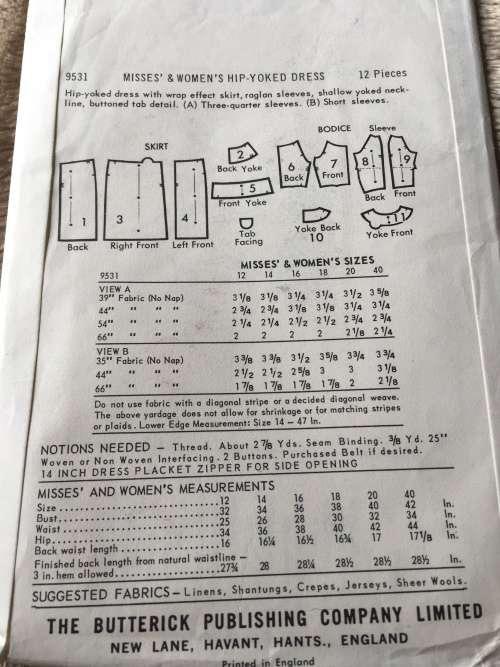 9531 MISSES' & WOMEN'S HIP-YOKED DRESS 12 Pieces
Hip-yoked dress with wrap effect skirt, raglan sleeves, shallow yoked neck-
line, buttoned tab detail. (A) Three-quarter sleeves. (B) Short sleeves.
SKIRT
BODICE Sleeve
1
Back
3
Right Front
4
Left Front
2
Back Yoke
5
Front Yoke
Tab
Facing
6
Back
7
Front
8
Back
9
Front
Yoke Back
10
11
Yoke Front
MISSES' & WOMEN'S SIZES
9531 12 14 16 18 20 40
VIEW A
39" Fabric (No Nap) 3 1/8 3 1/8 3 1/4 3 1/4 3 1/2 3 5/8
44" " " " 2 3/4 2 3/4 2 3/4 2 3/4 3 1/4 3 1/4
54" " " " 2 1/4 2 1/4 2 1/2 2 1/2 2 3/4 2 3/4
66" " " " 2 2 2 2 2 1/8 2 1/4
VIEW B
35" Fabric (No Nap) 3 3/8 3 3/8 3 1/2 3 5/8 3 3/4 3 3/4
44" " " " 2 1/2 2 1/2 2 5/8 3 3 3 1/8
66" " " " 1 7/8 1 7/8 1 7/8 1 7/8 2 2 1/8
Do not use fabric with a diagonal stripe or a decided diagonal weave.
The above yardage does not allow for shrinkage or for matching stripes
or plaids. Lower Edge Measurement: Size 14 – 47 In.
NOTIONS NEEDED – Thread. About 2 7/8 Yds. Seam Binding. 3/8 Yd. 25"
Woven or Non Woven Interfacing. 2 Buttons. Purchased Belt if desired.
14 INCH DRESS PLACKET ZIPPER FOR SIDE OPENING
MISSES' AND WOMEN'S MEASUREMENTS
Size 12 14 16 18 20 40
Bust 32 34 36 38 40 42 In.
Waist 25 26 28 30 32 34 In.
Hip 34 36 38 40 42 44 In.
Back waist length 16 16¼ 16½ 16¾ 17 17 1/8 In.
Finished back length from natural waistline –
3 in. hem allowed 27¾ 28 28¼ 28½ 28½ 28½ In.
SUGGESTED FABRICS – Linens, Shantungs, Crepes, Jerseys, Sheer Wools.
THE BUTTERICK PUBLISHING COMPANY LIMITED
NEW LANE, HAVANT, HANTS., ENGLAND
Printed in England